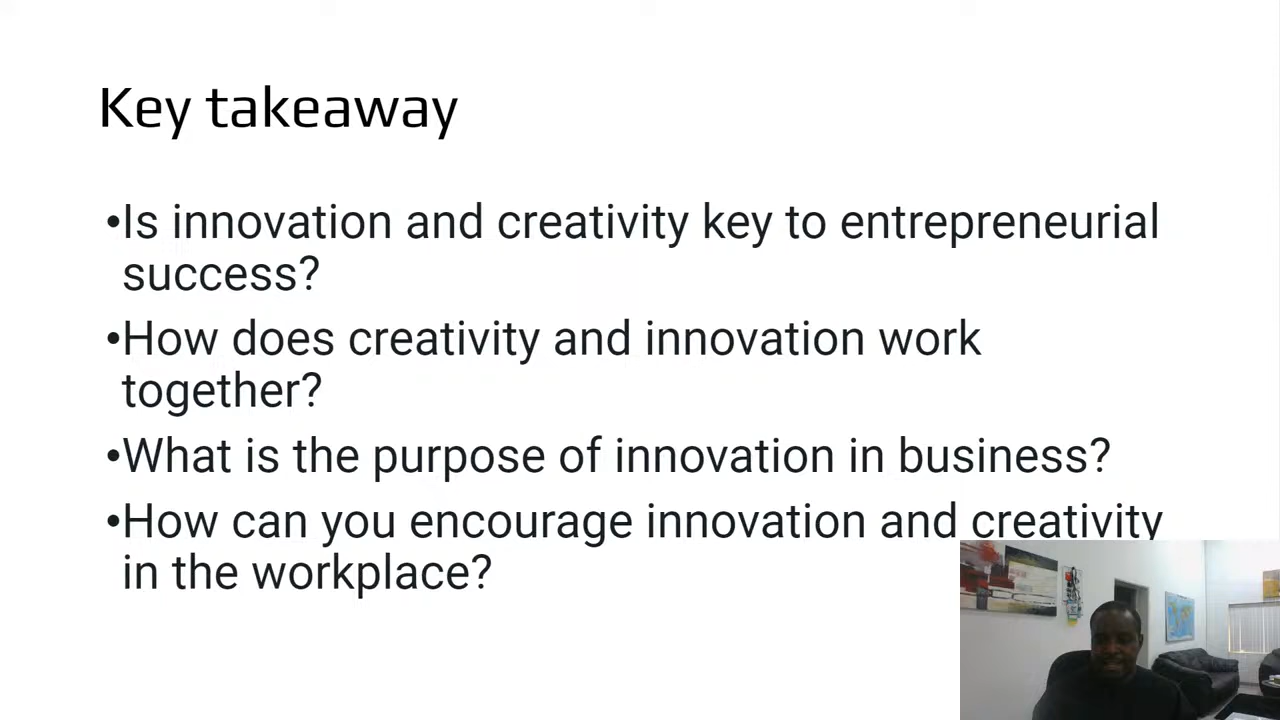 Key takeaway
•Is innovation and creativity key to entrepreneurial
success?
•How does creativity and innovation work
together?
•What is the purpose of innovation in business?
•How can you encourage innovation and creativity
in the workplace?